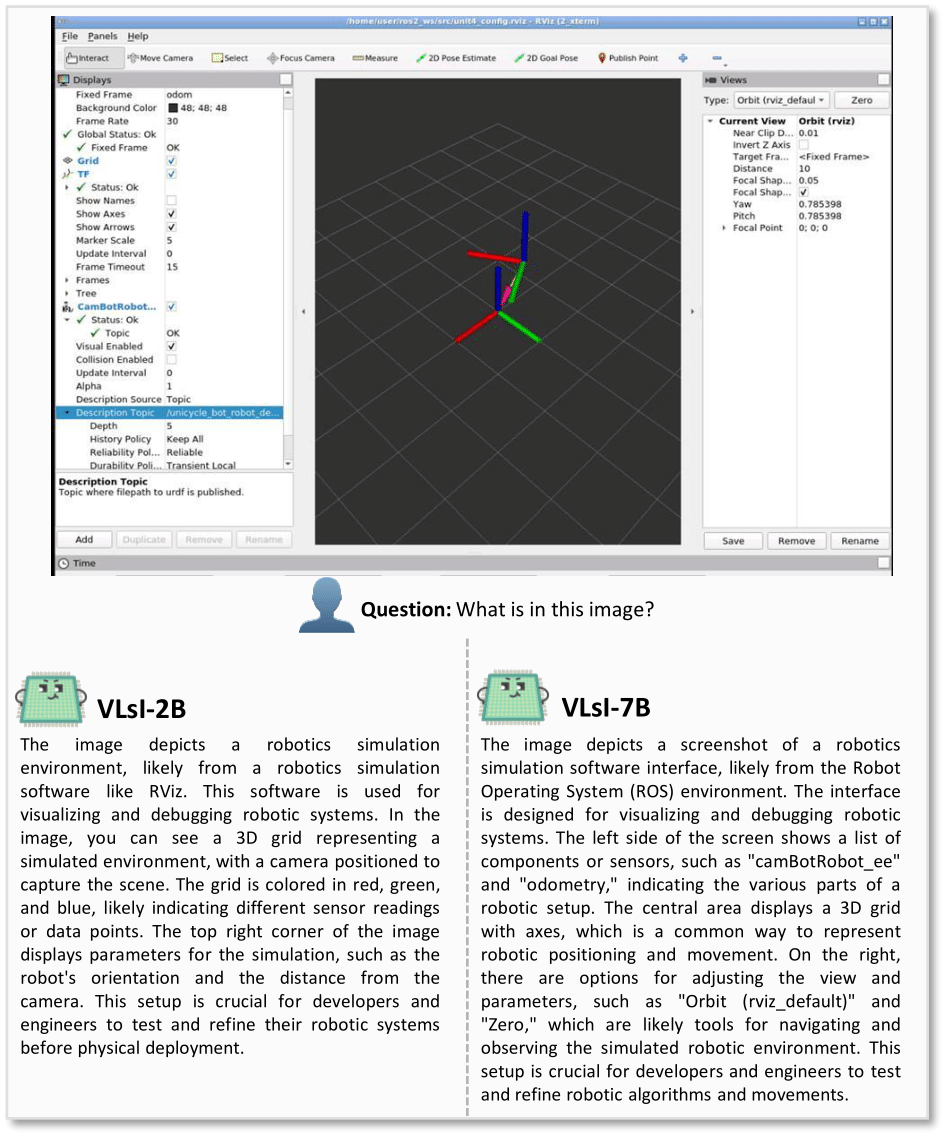 /home/user/ros2_ws/src/unit4_config.rviz - RViz (2_xterm)
File Panels Help
Interact Move Camera Select Focus Camera Measure 2D Pose Estimate 2D Goal Pose Publish Point
Displays
Fixed Frame odom
Background Color 48; 48; 48
Frame Rate 30
Global Status: Ok
Fixed Frame OK
Grid
TF
Status: Ok
Show Names
Show Axes
Show Arrows
Marker Scale 5
Update Interval 0
Frame Timeout 15
Frames
Tree
CamBotRobot...
Status: Ok
Topic OK
Visual Enabled
Collision Enabled
Update Interval 0
Alpha 1
Description Source Topic
Description Topic /unicycle_bot_robot_de...
Depth 5
History Policy Keep All
Reliability Pol... Reliable
Durability Poli... Transient Local
Description Topic
Topic where filepath to urdf is published.
Add Duplicate Remove Rename
Time
Views
Type: Orbit (rviz_defaul Zero
Current View Orbit (rviz)
Near Clip D... 0.01
Invert Z Axis
Target Fra... <Fixed Frame>
Distance 10
Focal Shap... 0.05
Focal Shap...
Yaw 0.785398
Pitch 0.785398
Focal Point 0; 0; 0
Save Remove Rename
Question: What is in this image?
VLsI-2B
The image depicts a robotics simulation
environment, likely from a robotics simulation
software like RViz. This software is used for
visualizing and debugging robotic systems. In the
image, you can see a 3D grid representing a
simulated environment, with a camera positioned to
capture the scene. The grid is colored in red, green,
and blue, likely indicating different sensor readings
or data points. The top right corner of the image
displays parameters for the simulation, such as the
robot's orientation and the distance from the
camera. This setup is crucial for developers and
engineers to test and refine their robotic systems
before physical deployment.
VLsI-7B
The image depicts a screenshot of a robotics
simulation software interface, likely from the Robot
Operating System (ROS) environment. The interface
is designed for visualizing and debugging robotic
systems. The left side of the screen shows a list of
components or sensors, such as "camBotRobot_ee"
and "odometry," indicating the various parts of a
robotic setup. The central area displays a 3D grid
with axes, which is a common way to represent
robotic positioning and movement. On the right,
there are options for adjusting the view and
parameters, such as "Orbit (rviz_default)" and
"Zero," which are likely tools for navigating and
observing the simulated robotic environment. This
setup is crucial for developers and engineers to test
and refine robotic algorithms and movements.